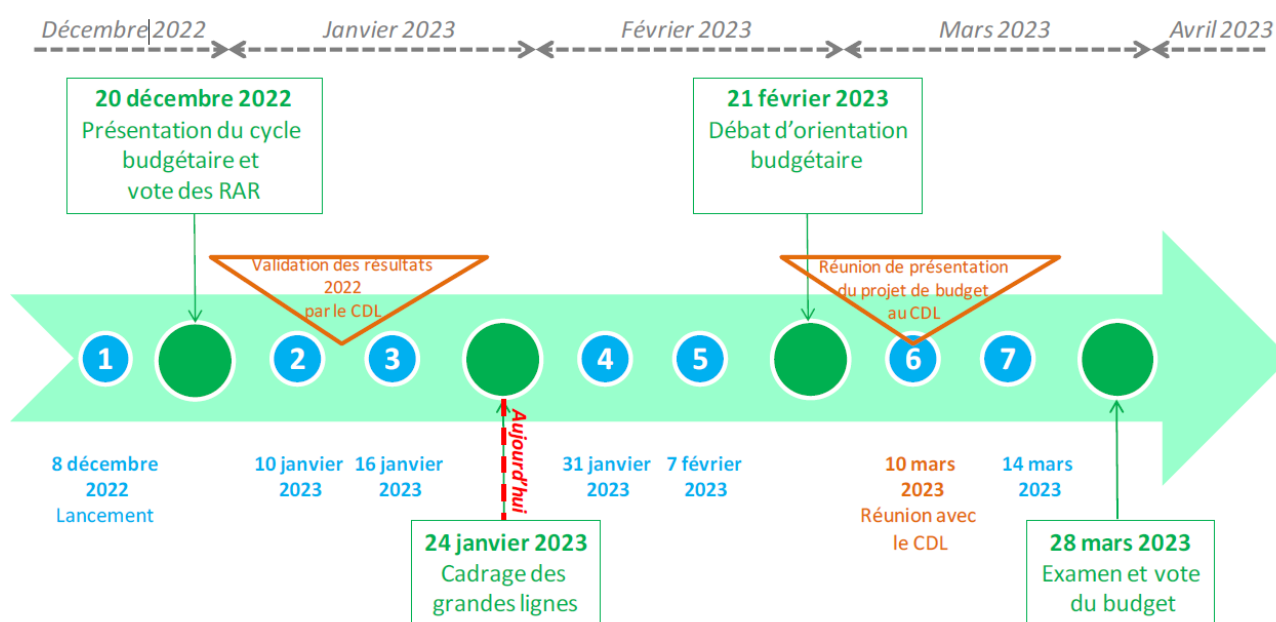 Décembre 2022
Janvier 2023
Février 2023
Mars 2023
Avril 2023
20 décembre 2022
Présentation du cycle
budgétaire et
vote des RAR
21 février 2023
Débat d'orientation
budgétaire
Validation des résultats
2022
par le CDL
Réunion de présentation
du projet de budget
au CDL
1
2
3
4
5
6
7
Aujourd'hui
8 décembre
2022
Lancement
10 janvier
2023
16 janvier
2023
31 janvier
2023
7 février
2023
10 mars
2023
Réunion avec
le CDL
14 mars
2023
24 janvier 2023
Cadrage des
grandes lignes
28 mars 2023
Examen et vote
du budget